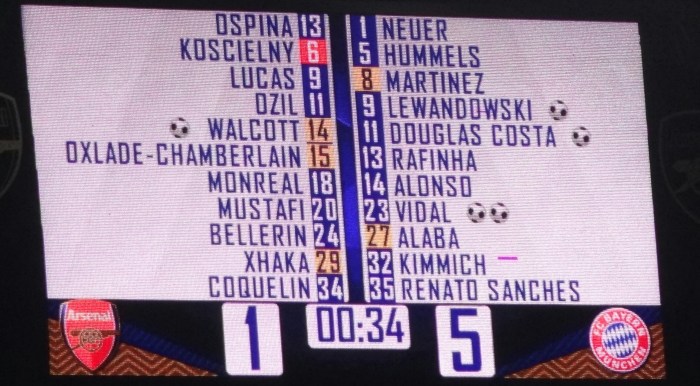 OSPINA 13 1 NEUER
KOSCIELNY 6 5 HUMMELS
LUCAS 9 8 MARTINEZ
OZIL 11 9 LEWANDOWSKI
WALCOTT 14 11 DOUGLAS COSTA
OXLADE-CHAMBERLAIN 15 13 RAFINHA
MONREAL 18 14 ALONSO
MUSTAFI 20 23 VIDAL
BELLERIN 24 27 ALABA
XHAKA 29 32 KIMMICH
COQUELIN 34 35 RENATO SANCHES
Arsenal 1 00:34 5 FC BAYERN MÜNCHEN